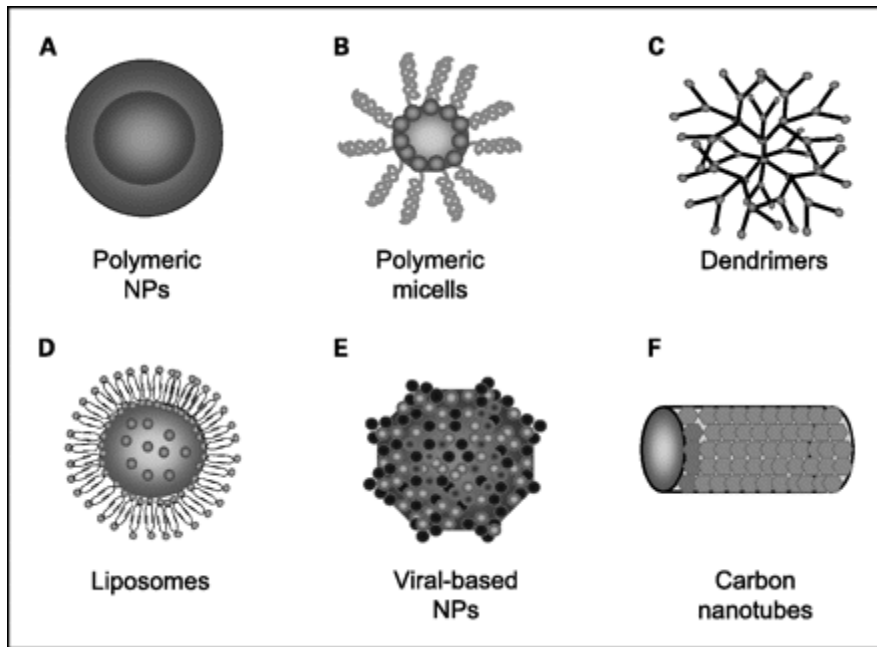 A
B
C
Polymeric
NPs
Polymeric
micells
Dendrimers
D
E
F
Liposomes
Viral-based
NPs
Carbon
nanotubes